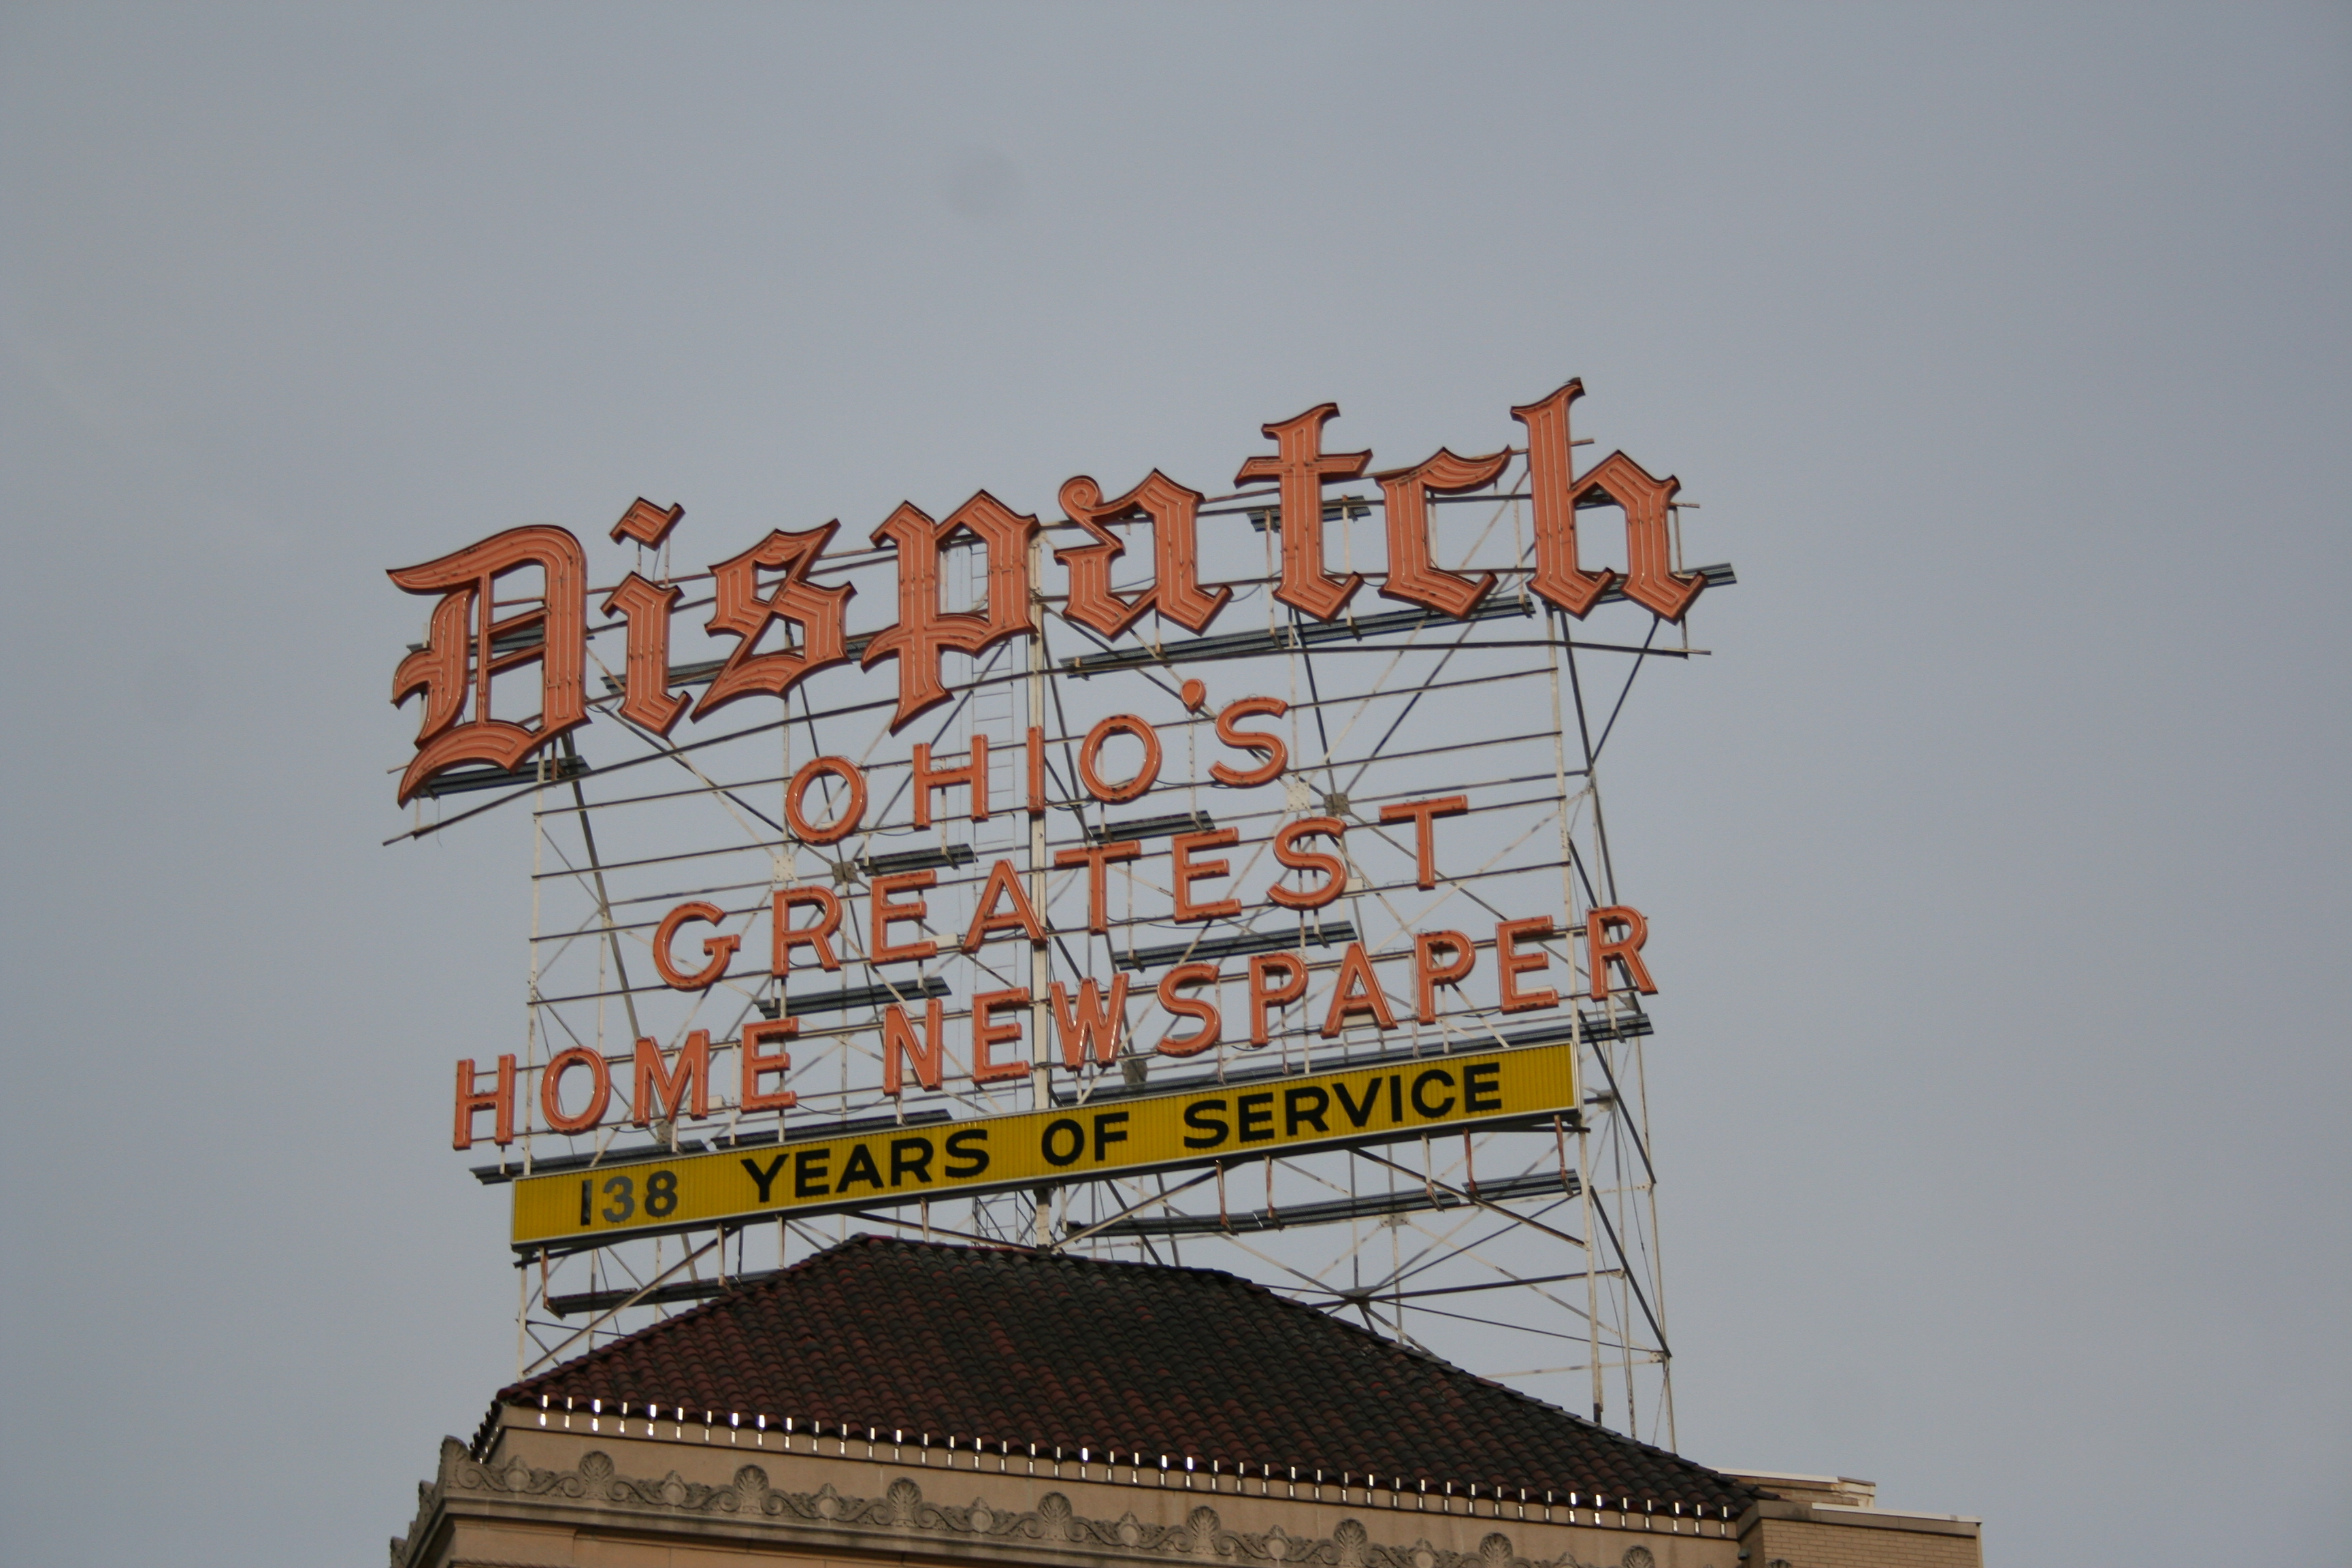 Dispatch
OHIO'S
GREATEST
HOME NEWSPAPER
138 YEARS OF SERVICE